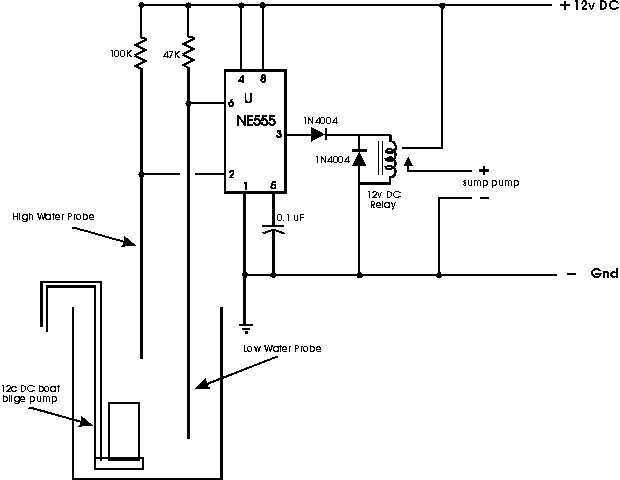 + 12v DC
100K
47K
4 8
U
6
NE555
3
1N4004
1N4004
2
1 5
12v DC
Relay
+
sump pump
−
0.1 uF
High Water Probe
− Gnd
Low Water Probe
12c DC boat
bilge pump